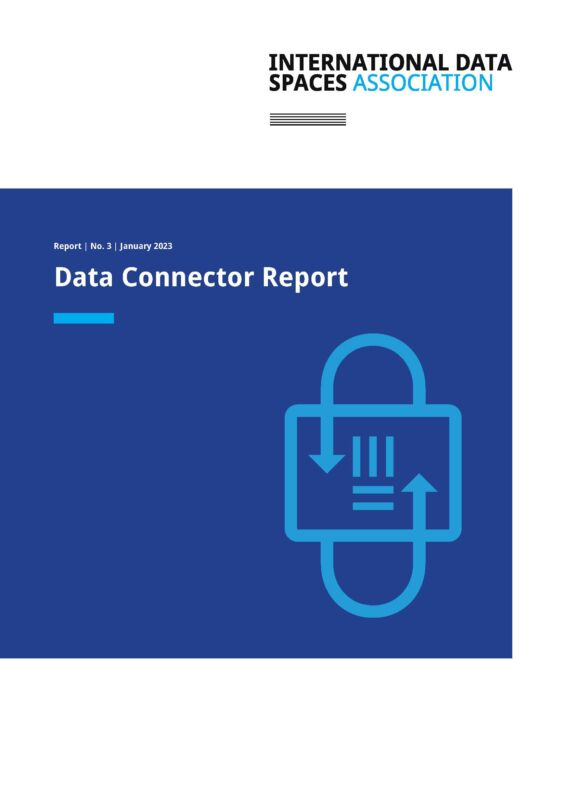 INTERNATIONAL DATA
SPACES ASSOCIATION
Report | No. 3 | January 2023
Data Connector Report